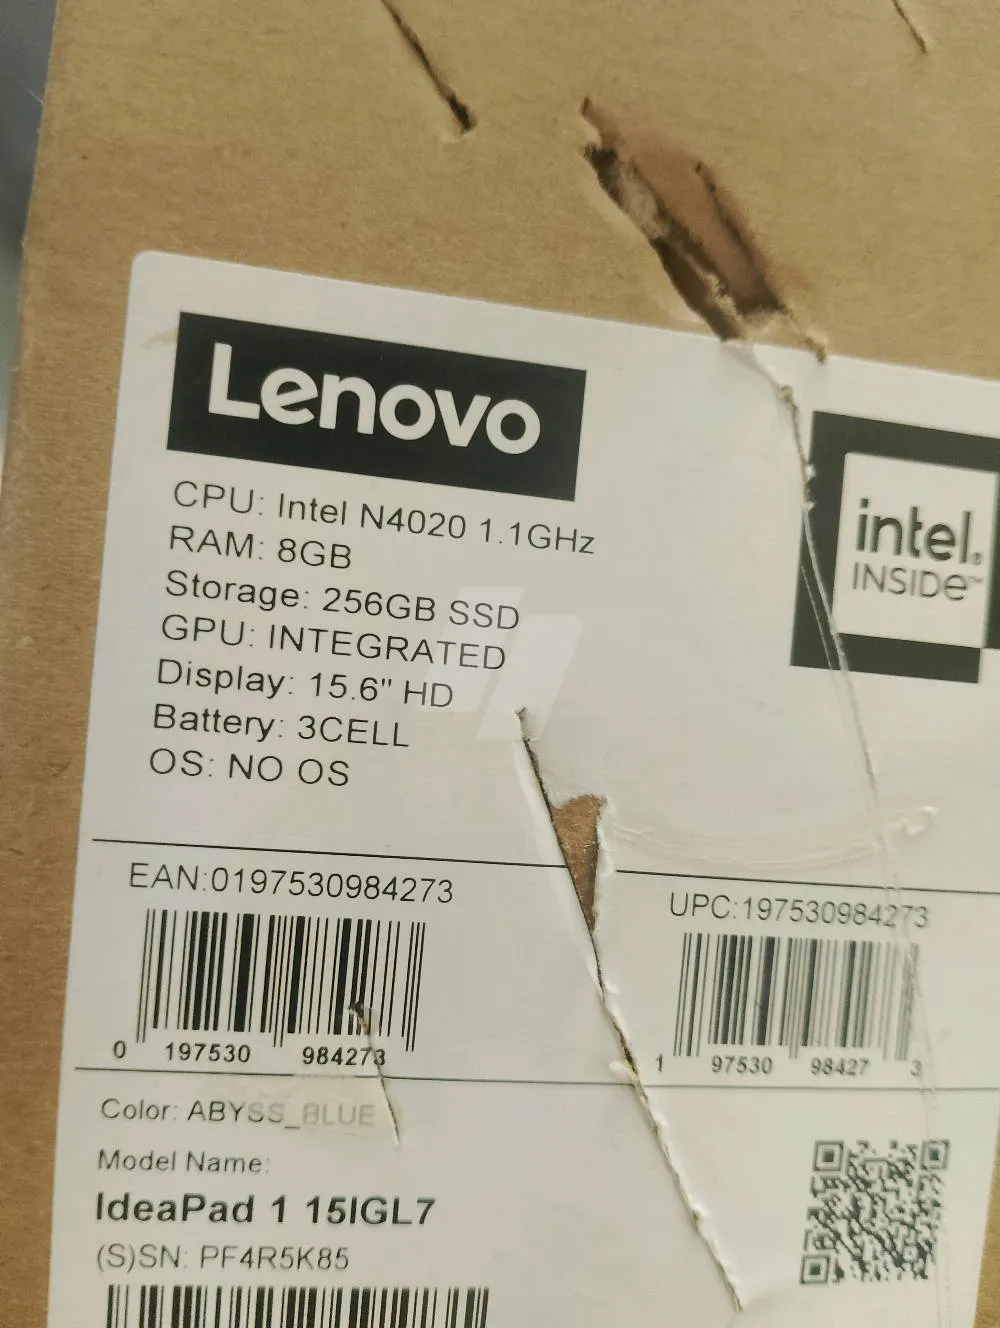 Lenovo
CPU: Intel N4020 1.1GHz
RAM: 8GB
Storage: 256GB SSD
GPU: INTEGRATED
Display: 15.6" HD
Battery: 3CELL
OS: NO OS
intel.
INSIDE™
EAN:0197530984273
0 197530 984273
UPC:197530984273
1 97530 98427 3
Color: ABYSS_BLUE
Model Name:
IdeaPad 1 15IGL7
(S)SN: PF4R5K85